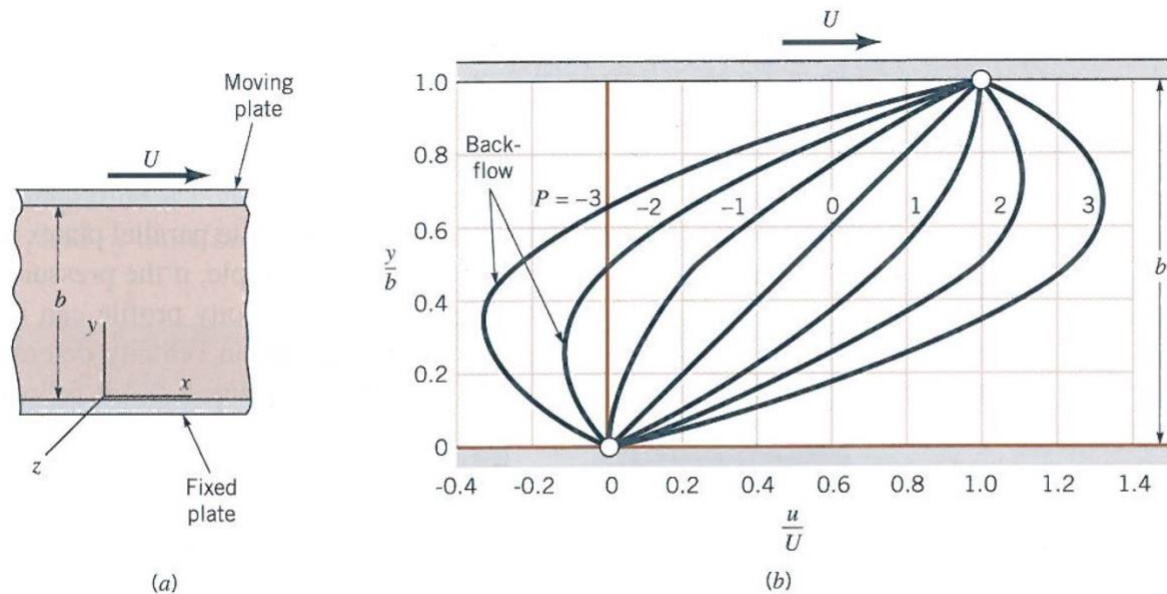 Moving
plate
U
b
y
x
z
Fixed
plate
(a)
U
1.0
0.8
0.6
0.4
0.2
0
y
b
Back-
flow
P = −3
−2
−1
0
1
2
3
b
-0.4
-0.2
0
0.2
0.4
0.6
0.8
1.0
1.2
1.4
u
U
(b)